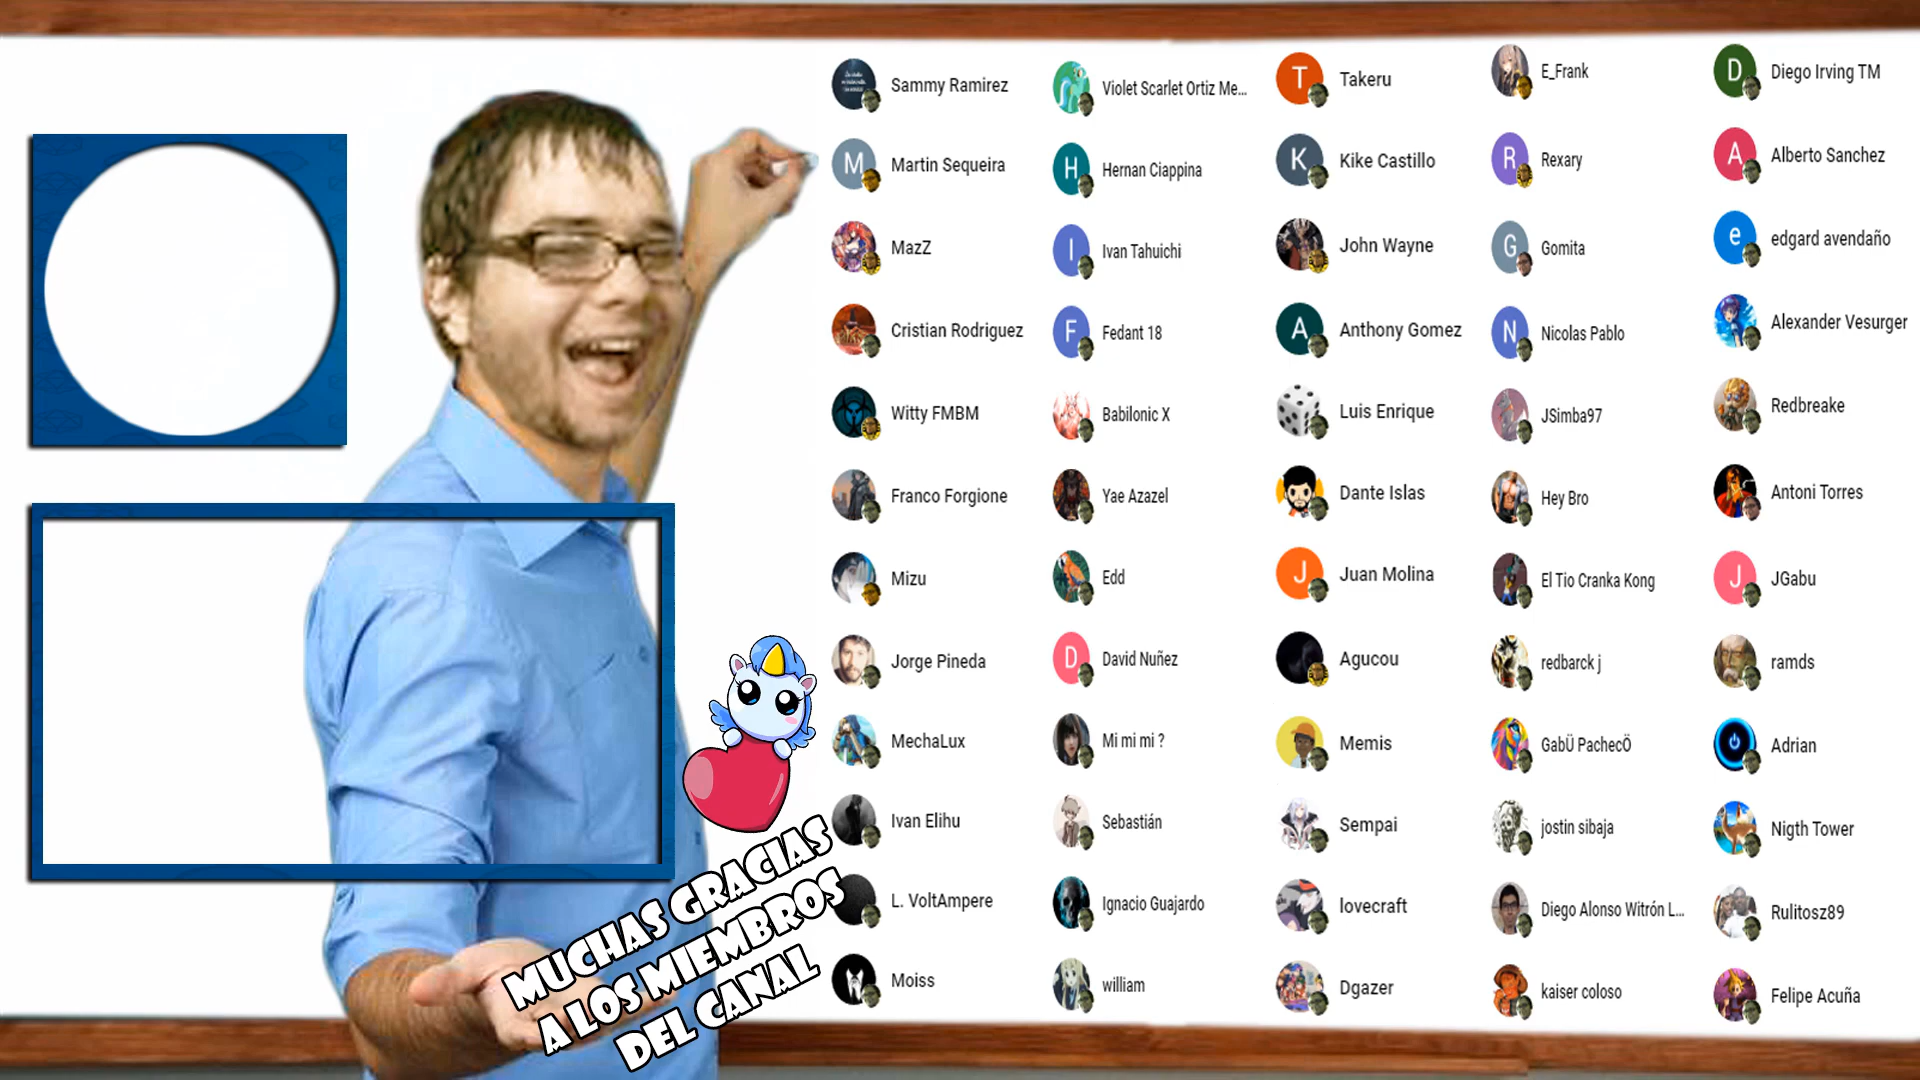 Sammy Ramirez
Martin Sequeira
M
MazZ
Cristian Rodriguez
Witty FMBM
Franco Forgione
Mizu
Jorge Pineda
MechaLux
Ivan Elihu
L. VoltAmpere
Moiss
Violet Scarlet Ortiz Me...
H
Hernan Ciappina
I
Ivan Tahuichi
F
Fedant 18
Babilonic X
Yae Azazel
Edd
D
David Nuñez
Mi mi mi ?
Sebastián
Ignacio Guajardo
william
T
Takeru
K
Kike Castillo
John Wayne
A
Anthony Gomez
Luis Enrique
Dante Islas
J
Juan Molina
Agucou
Memis
Sempai
lovecraft
Dgazer
E_Frank
R
Rexary
G
Gomita
N
Nicolas Pablo
JSimba97
Hey Bro
El Tio Cranka Kong
redbarck j
GabÜ PachecÖ
jostin sibaja
Diego Alonso Witrón L...
kaiser coloso
D
Diego Irving TM
A
Alberto Sanchez
e
edgard avendaño
Alexander Vesurger
Redbreake
Antoni Torres
J
JGabu
ramds
Adrian
Nigth Tower
Rulitosz89
Felipe Acuña
MUCHAS GRACIAS
A LOS MIEMBROS
DEL CANAL